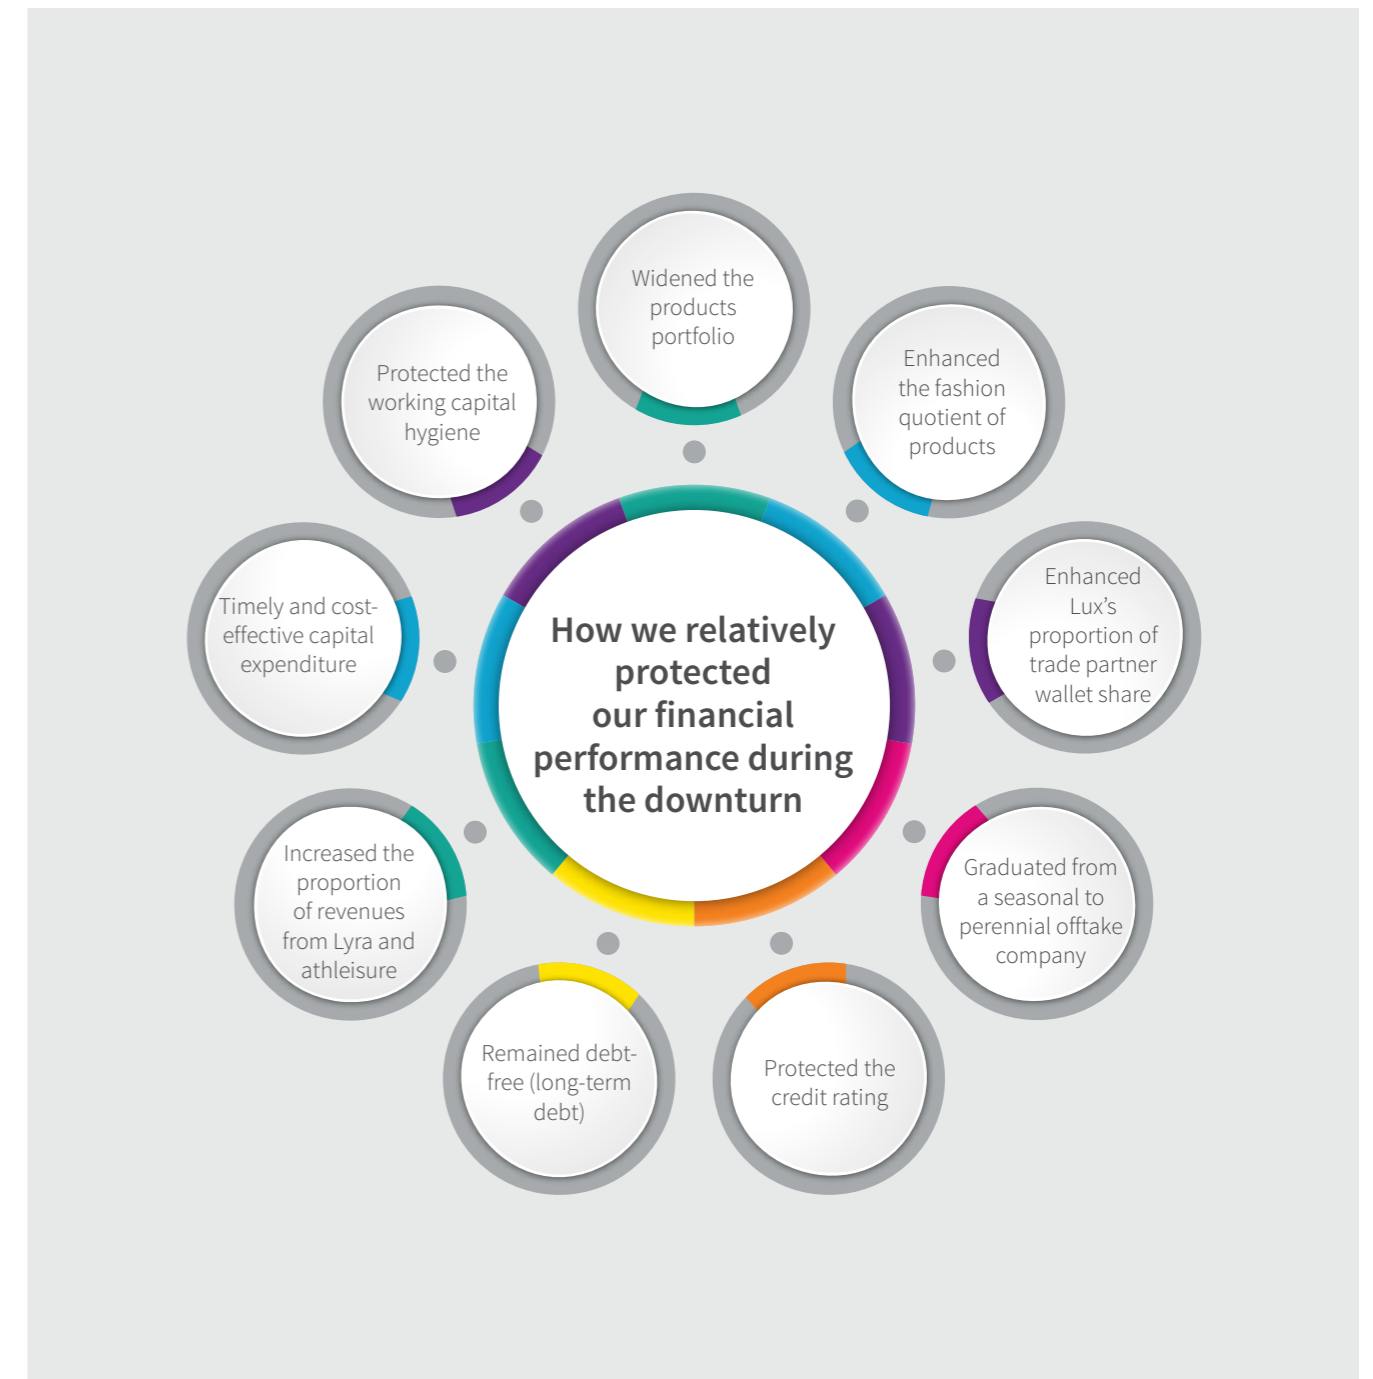 Widened the
products
portfolio
Enhanced
the fashion
quotient of
products
Enhanced
Lux’s
proportion of
trade partner
wallet share
Graduated from
a seasonal to
perennial offtake
company
Protected the
credit rating
Remained debt-
free (long-term
debt)
Increased the
proportion
of revenues
from Lyra and
athleisure
Timely and cost-
effective capital
expenditure
Protected the
working capital
hygiene
How we relatively
protected
our financial
performance during
the downturn